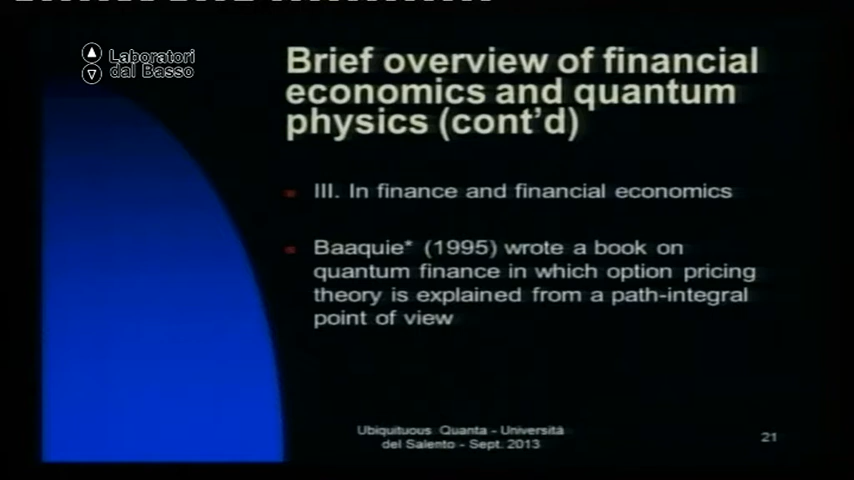 Laboratori
dal Basso
Brief overview of financial
economics and quantum
physics (cont'd)
III. In finance and financial economics
Baaquie* (1995) wrote a book on
quantum finance in which option pricing
theory is explained from a path-integral
point of view
Ubiquituous Quanta - Università
del Salento - Sept. 2013
21